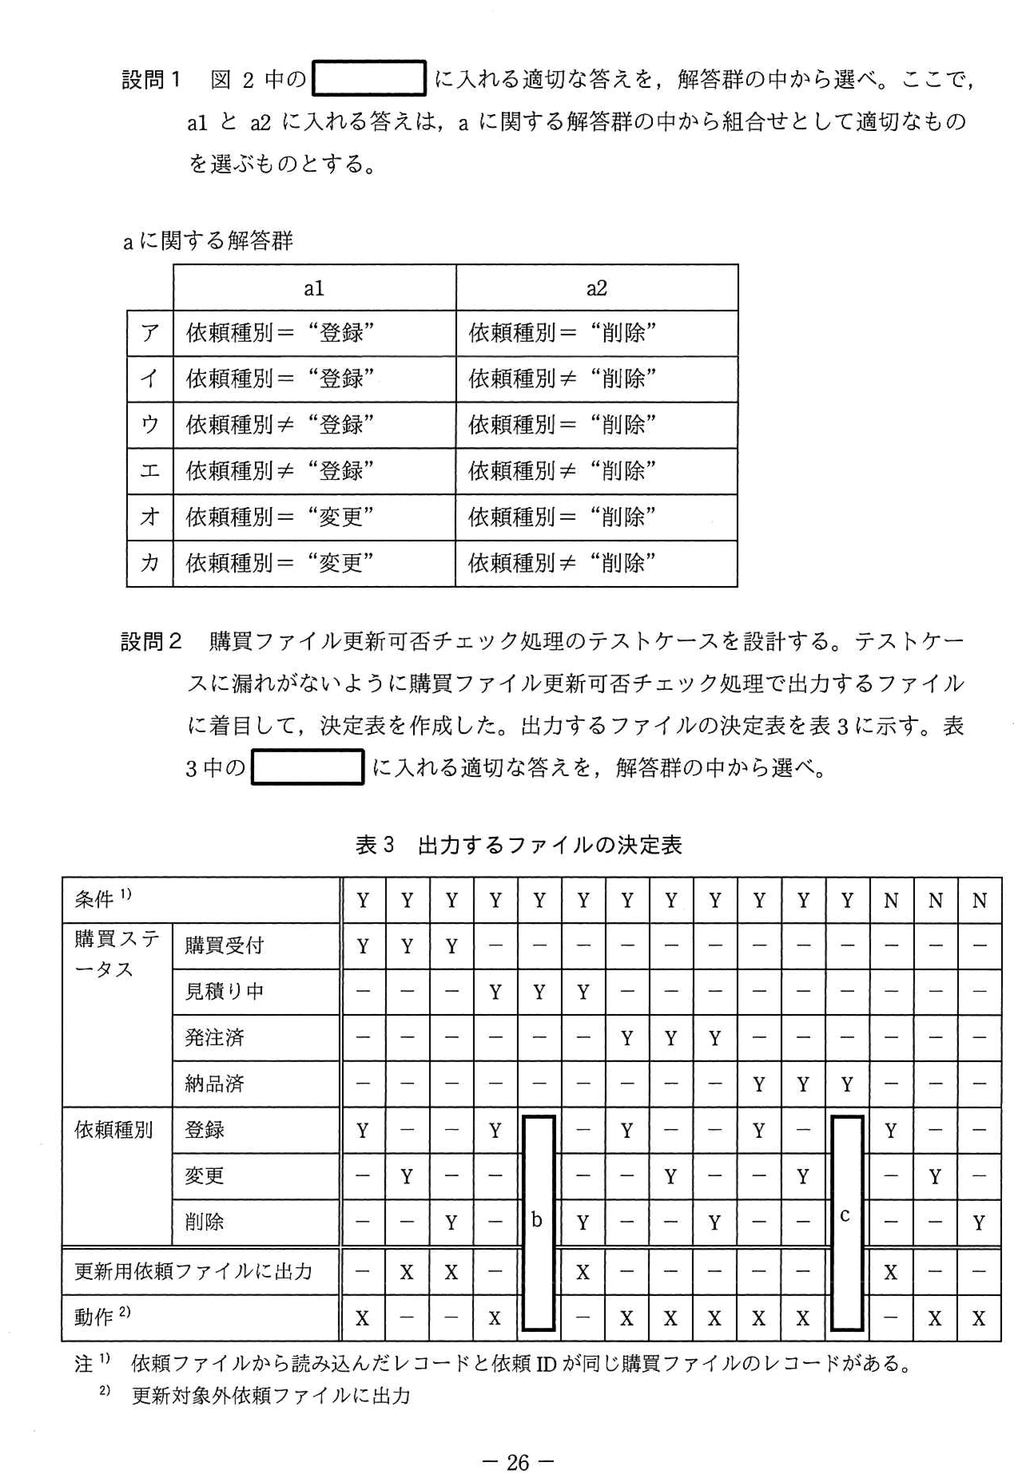 設問1 図 2 中の に入れる適切な答えを，解答群の中から選べ。ここで，
a1 と a2 に入れる答えは，a に関する解答群の中から組合せとして適切なもの
を選ぶものとする。
a に関する解答群
a1 a2
ア 依頼種別＝“登録” 依頼種別＝“削除”
イ 依頼種別＝“登録” 依頼種別≠“削除”
ウ 依頼種別≠“登録” 依頼種別＝“削除”
エ 依頼種別≠“登録” 依頼種別≠“削除”
オ 依頼種別＝“変更” 依頼種別＝“削除”
カ 依頼種別＝“変更” 依頼種別≠“削除”
設問2 購買ファイル更新可否チェック処理のテストケースを設計する。テストケー
スに漏れがないように購買ファイル更新可否チェック処理で出力するファイル
に着目して，決定表を作成した。出力するファイルの決定表を表 3 に示す。表
3 中の に入れる適切な答えを，解答群の中から選べ。
表 3 出力するファイルの決定表
条件 1) Y Y Y Y Y Y Y Y Y Y Y Y N N N
購買ステ
ータス
購買受付 Y Y Y － － － － － － － － － － － －
見積り中 － － － Y Y Y － － － － － － － － －
発注済 － － － － － － Y Y Y － － － － － －
納品済 － － － － － － － － － Y Y Y － － －
依頼種別 登録 Y － － Y － Y － － Y － Y － －
変更 － Y － － － － Y － － Y － Y －
削除 － － Y － b Y － － Y － － c － － Y
更新用依頼ファイルに出力 － X X － X － － － － － X － －
動作 2) X － － X － X X X X X － X X
注 1) 依頼ファイルから読み込んだレコードと依頼 ID が同じ購買ファイルのレコードがある。
2) 更新対象外依頼ファイルに出力
－ 26 －